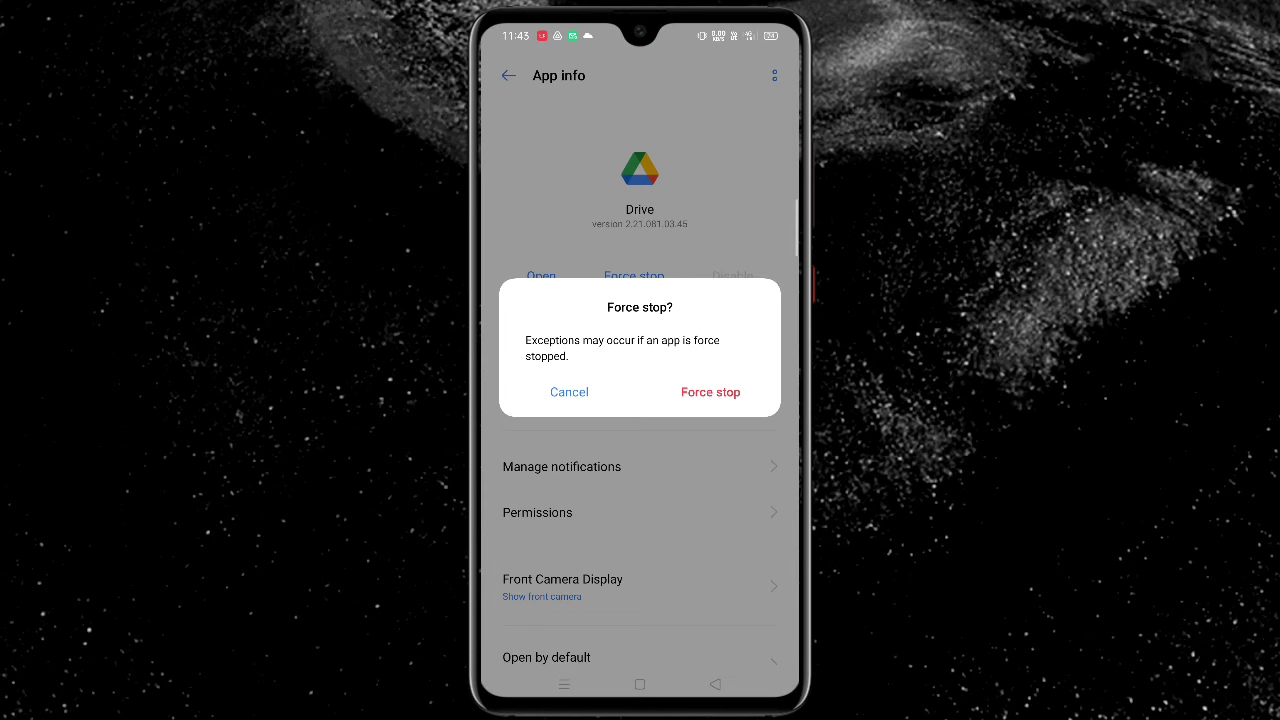 11:43
App info
Drive
version 2.21.081.03.45
Open Force stop Disable
Force stop?
Exceptions may occur if an app is force
stopped.
Cancel Force stop
Manage notifications
Permissions
Front Camera Display
Show front camera
Open by default